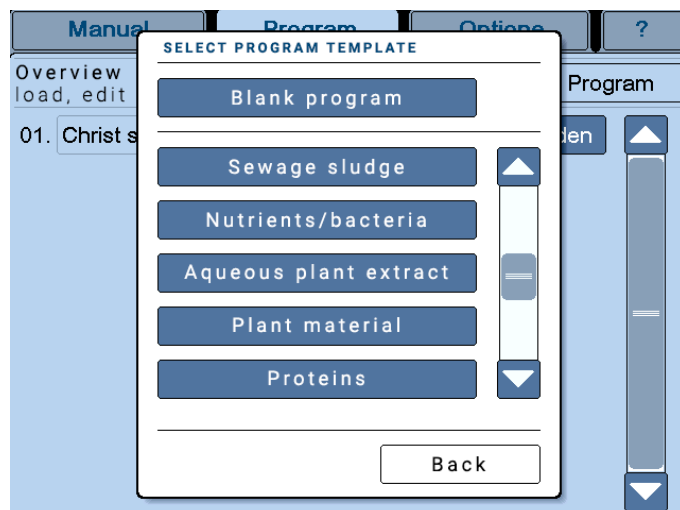 Manual
Program
Options
?
SELECT PROGRAM TEMPLATE
Overview
load, edit
Program
Blank program
01. Christ s
den
Sewage sludge
Nutrients/bacteria
Aqueous plant extract
Plant material
Proteins
Back